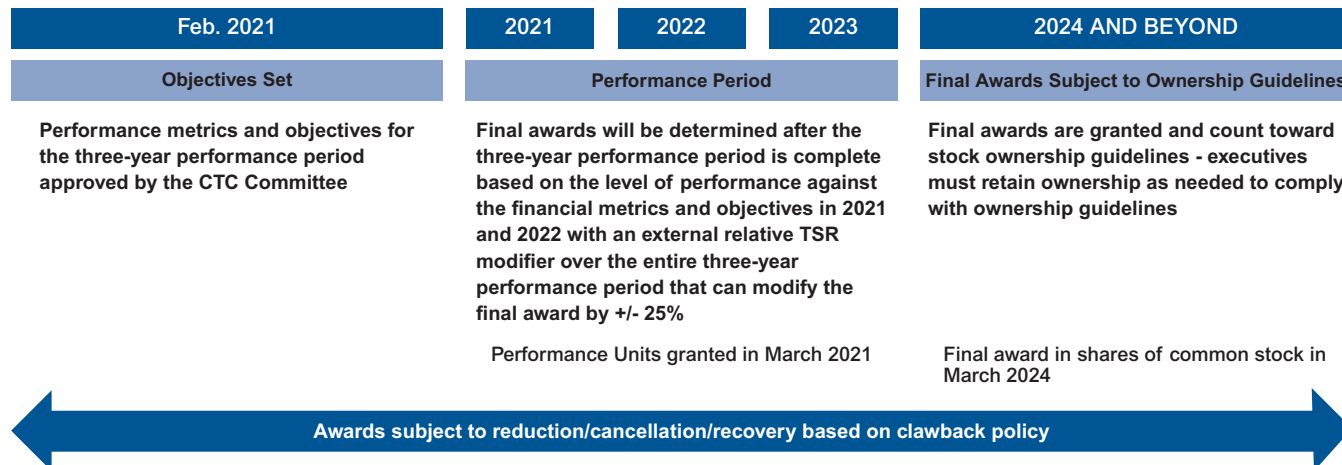 Feb. 2021
2021
2022
2023
2024 AND BEYOND
Objectives Set
Performance Period
Final Awards Subject to Ownership Guidelines
Performance metrics and objectives for
the three-year performance period
approved by the CTC Committee
Final awards will be determined after the
three-year performance period is complete
based on the level of performance against
the financial metrics and objectives in 2021
and 2022 with an external relative TSR
modifier over the entire three-year
performance period that can modify the
final award by +/- 25%
Performance Units granted in March 2021
Final awards are granted and count toward
stock ownership guidelines - executives
must retain ownership as needed to comply
with ownership guidelines
Final award in shares of common stock in
March 2024
Awards subject to reduction/cancellation/recovery based on clawback policy